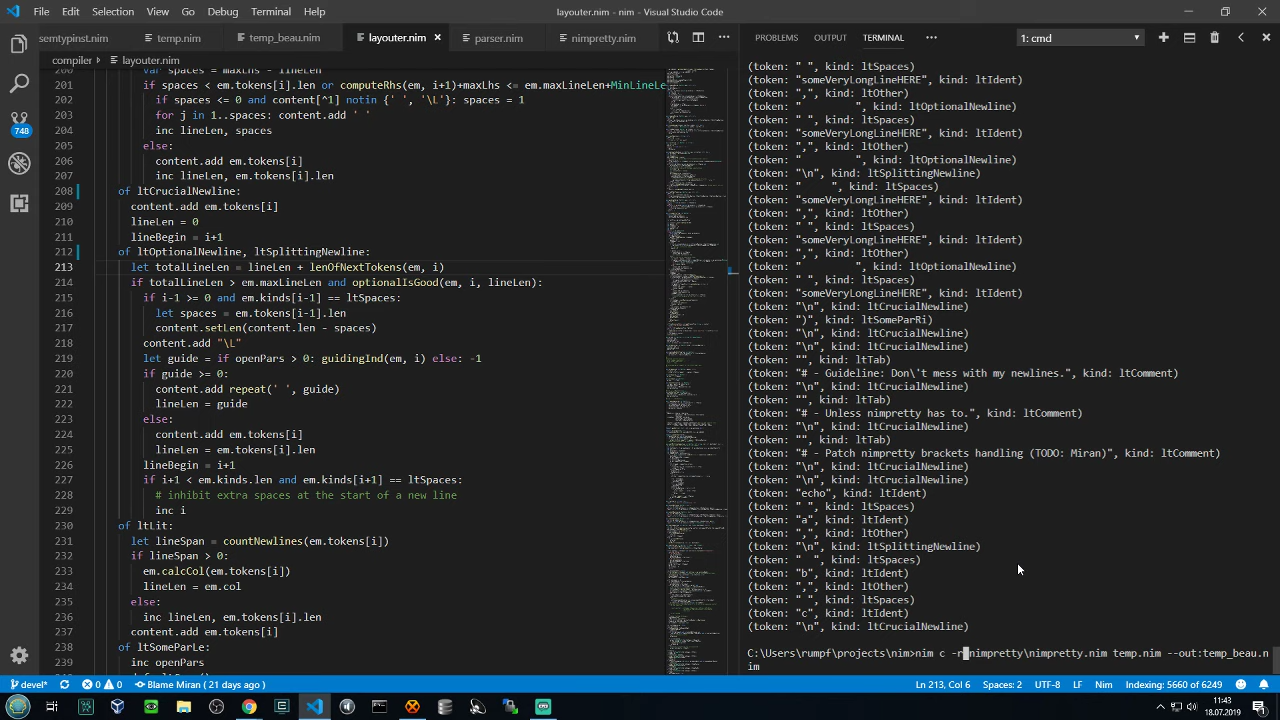 File Edit Selection View Go Debug Terminal Help
layouter.nim - nim - Visual Studio Code
semtypinst.nim temp.nim temp_beau.nim layouter.nim parser.nim nimpretty.nim
compiler > layouter.nim
200 var spaces = maxLhs - lineLen
201 if spaces < em.tokens[i].len or computeRhs(em, i+1)+maxLhs <= em.maxLineLen+MinLineLe
202 if spaces <= 0 and content[^1] notin {' ', '\L'}: spaces = 1
203 for j in 1..spaces: content.add ' '
204 inc lineLen, spaces
205 else:
206 content.add em.tokens[i]
207 inc lineLen, em.tokens[i].len
208 of ltCrucialNewline:
209 content.add em.tokens[i]
210 lineLen = 0
211 lineBegin = i+1
212 of ltOptionalNewline, ltSplittingNewline:
213 let totalLineLen = lineLen + lenOfNextTokens(em, i)
214 if totalLineLen > maxLineLen and optionalIsGood(em, i, lineLen):
215 if i-1 >= 0 and em.kinds[i-1] == ltSpaces:
216 let spaces = em.tokens[i-1].len
217 content.setLen(content.len - spaces)
218 content.add "\L"
219 let guide = if openPars > 0: guidingInd(em, i) else: -1
220 if guide >= 0:
221 content.add repeat(' ', guide)
222 lineLen = guide
223 else:
224 content.add em.tokens[i]
225 lineLen = em.tokens[i].len
226 lineBegin = i+1
227 if i+1 < em.kinds.len and em.kinds[i+1] == ltSpaces:
228 # inhibit extra spaces at the start of a new line
229 inc i
230 of ltLit:
231 let lineSpan = countNewlines(em.tokens[i])
232 if lineSpan > 0:
233 em.calcCol(em.tokens[i])
234 lineLen = em.col
235 else:
236 inc lineLen, em.tokens[i].len
237 content.add em.tokens[i]
238 of ltSomeParLe:
239 inc openPars
PROBLEMS OUTPUT TERMINAL ••• 1: cmd
(token: " ", kind: ltSpaces)
(token: "someVeryLongLineHERE", kind: ltIdent)
(token: ",", kind: ltOther)
(token: "        ", kind: ltOptionalNewline)
(token: " ", kind: ltSpaces)
(token: "someVeryLongLineHERE", kind: ltIdent)
(token: ",", kind: ltOther)
(token: "        ", kind: ltOptionalNewline)
(token: "\n", kind: ltSplittingNewline)
(token: "    ", kind: ltSpaces)
(token: " ", kind: ltSpaces)
(token: ",", kind: ltOther)
(token: " ", kind: ltSpaces)
(token: "someVeryLongLineHERE", kind: ltIdent)
(token: ",", kind: ltOther)
(token: "        ", kind: ltOptionalNewline)
(token: " ", kind: ltSpaces)
(token: "someVeryLongLineHERE", kind: ltIdent)
(token: "\n", kind: ltCrucialNewline)
(token: ")", kind: ltSomeParRi)
(token: "\n", kind: ltCrucialNewline)
(token: "\n", kind: ltCrucialNewline)
(token: "", kind: ltTab)
(token: "# - Guideline: Don\'t mess with my newlines.", kind: ltComment)
(token: "\n", kind: ltCrucialNewline)
(token: "", kind: ltTab)
(token: "# - Unless nimpretty has to.", kind: ltComment)
(token: "\n", kind: ltCrucialNewline)
(token: "", kind: ltTab)
(token: "# - Perfect empty brackets handling (TODO: Miran)", kind: ltComment)
(token: "\n", kind: ltCrucialNewline)
(token: "\n", kind: ltCrucialNewline)
(token: "echo", kind: ltIdent)
(token: " ", kind: ltSpaces)
(token: "a", kind: ltIdent)
(token: ",", kind: ltOther)
(token: "\n", kind: ltSplittingNewline)
(token: "  ", kind: ltSpaces)
(token: "b", kind: ltIdent)
(token: ",", kind: ltOther)
(token: " ", kind: ltSpaces)
(token: "c", kind: ltIdent)
(token: "\n", kind: ltCrucialNewline)
C:\Users\rumpf\projects\nim>nim c -r nimpretty\nimpretty.nim temp.nim --out:temp_beau.n
im
748
devel* 0 0 Blame Miran ( 21 days ago ) Ln 213, Col 6 Spaces: 2 UTF-8 LF Nim Indexing: 5660 of 6249
11:43
18.07.2019